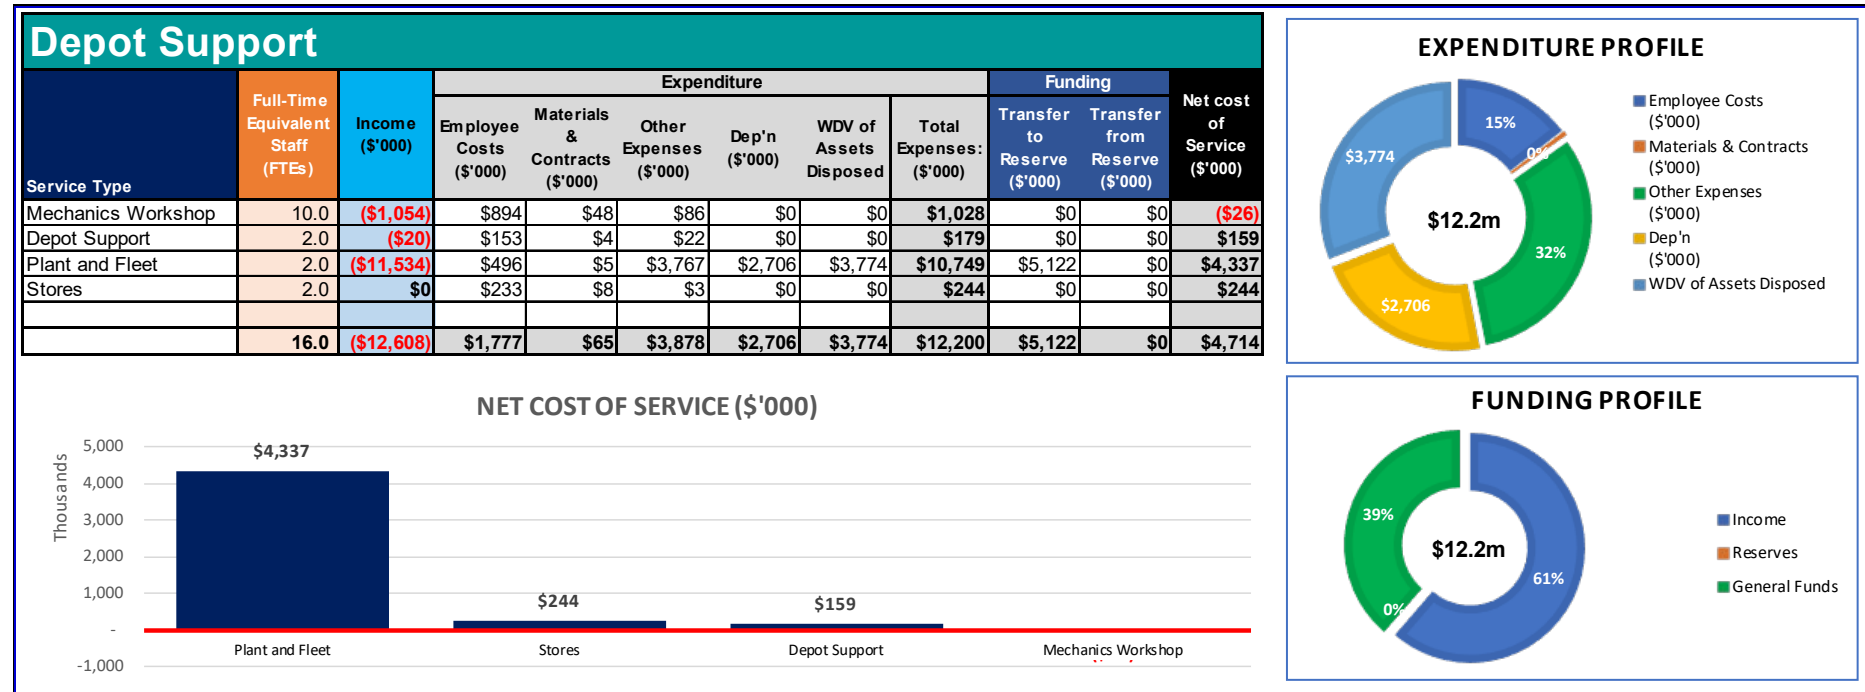 Depot Support
Service Type
Full-Time Equivalent Staff (FTEs)
Income ($'000)
Expenditure
Employee Costs ($'000)
Materials & Contracts ($'000)
Other Expenses ($'000)
Dep'n ($'000)
WDV of Assets Disposed
Total Expenses: ($'000)
Funding
Transfer to Reserve ($'000)
Transfer from Reserve ($'000)
Net cost of Service ($'000)
Mechanics Workshop 10.0 ($1,054) $894 $48 $86 $0 $0 $1,028 $0 $0 ($26)
Depot Support 2.0 ($20) $153 $4 $22 $0 $0 $179 $0 $0 $159
Plant and Fleet 2.0 ($11,534) $496 $5 $3,767 $2,706 $3,774 $10,749 $5,122 $0 $4,337
Stores 2.0 $0 $233 $8 $3 $0 $0 $244 $0 $0 $244
16.0 ($12,608) $1,777 $65 $3,878 $2,706 $3,774 $12,200 $5,122 $0 $4,714
EXPENDITURE PROFILE
15%
0%
32%
$2,706
$3,774
$12.2m
Employee Costs
($'000)
Materials & Contracts
($'000)
Other Expenses
($'000)
Dep'n
($'000)
WDV of Assets Disposed
NET COST OF SERVICE ($'000)
Thousands
5,000
4,000
3,000
2,000
1,000
-
-1,000
$4,337
$244
$159
Plant and Fleet
Stores
Depot Support
Mechanics Workshop
FUNDING PROFILE
39%
0%
61%
$12.2m
Income
Reserves
General Funds